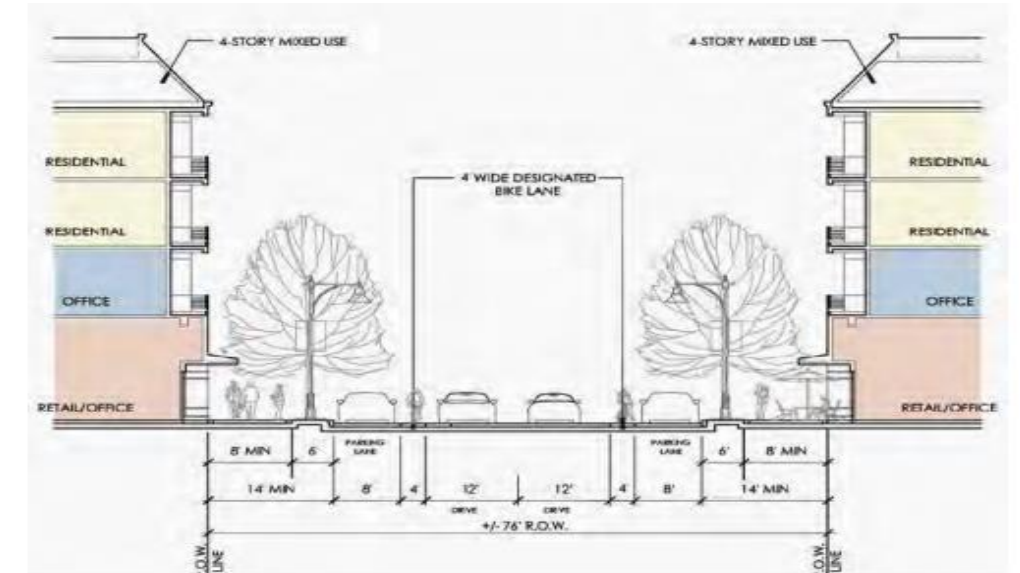 4-STORY MIXED USE
4-STORY MIXED USE
RESIDENTIAL
RESIDENTIAL
4' WIDE DESIGNATED
BIKE LANE
RESIDENTIAL
RESIDENTIAL
OFFICE
OFFICE
RETAIL/OFFICE
RETAIL/OFFICE
8' MIN
6'
PARKING
LANE
PARKING
LANE
6'
8' MIN
14' MIN
8'
4'
12'
12'
4'
8'
14' MIN
DRIVE
DRIVE
+/- 76' R.O.W.
.O.W.
LINE
.O.W.
LINE